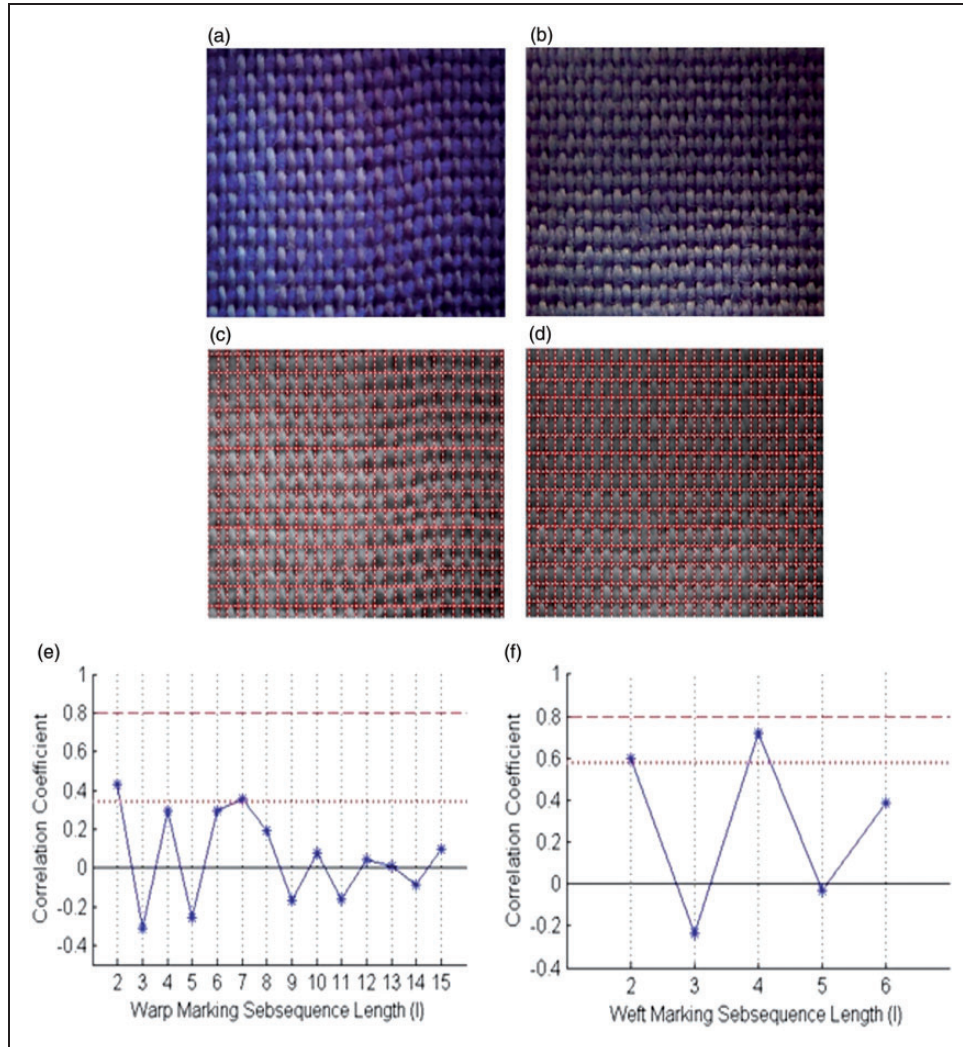 (a)
(b)
(c)
(d)
(e)
1
0.8
0.6
0.4
0.2
0
-0.2
-0.4
Correlation Coefficient
2 3 4 5 6 7 8 9 10 11 12 13 14 15
Warp Marking Sebsequence Length (l)
(f)
1
0.8
0.6
0.4
0.2
0
-0.2
-0.4
Correlation Coefficient
2 3 4 5 6
Weft Marking Sebsequence Length (l)